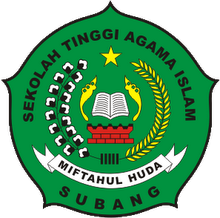 SEKOLAH TINGGI AGAMA ISLAM
MIFTAHUL HUDA
SUBANG